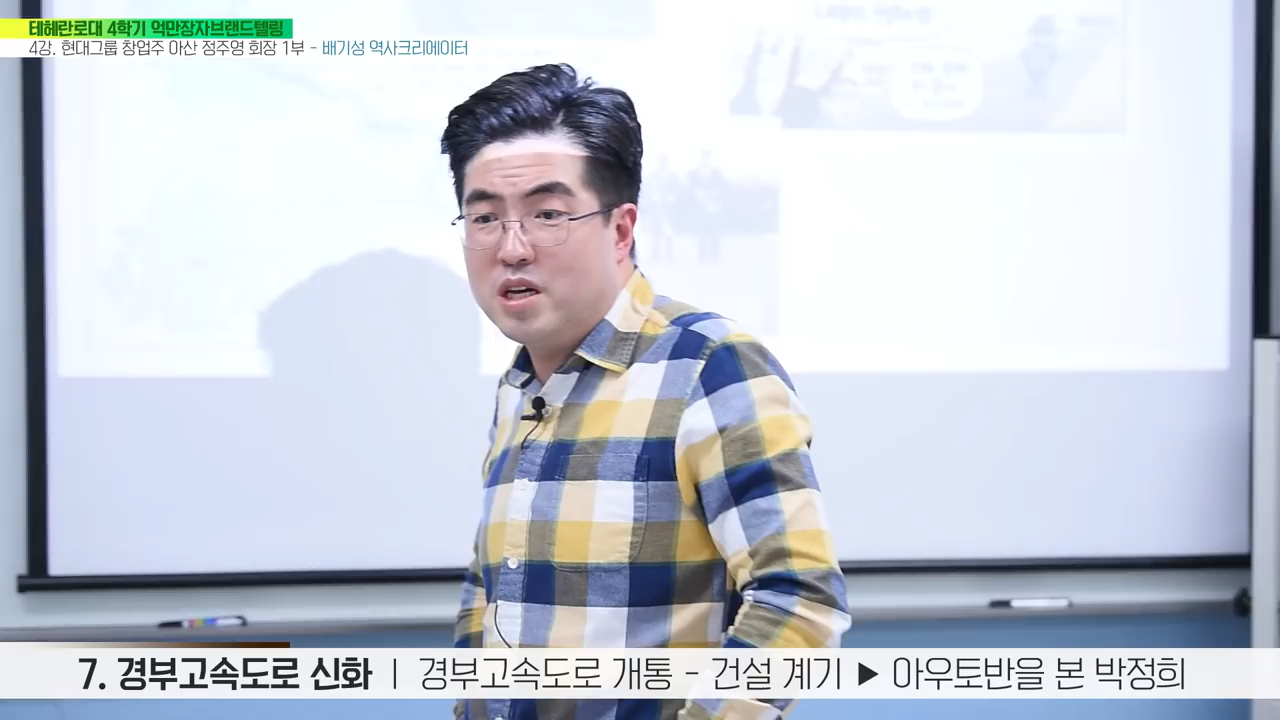 테헤란로대 4학기 억만장자브랜드텔링
4강. 현대그룹 창업주 아산 정주영 회장 1부 - 배기성 역사크리에이터
7. 경부고속도로 신화 | 경부고속도로 개통 - 건설 계기 ▶ 아우토반을 본 박정희